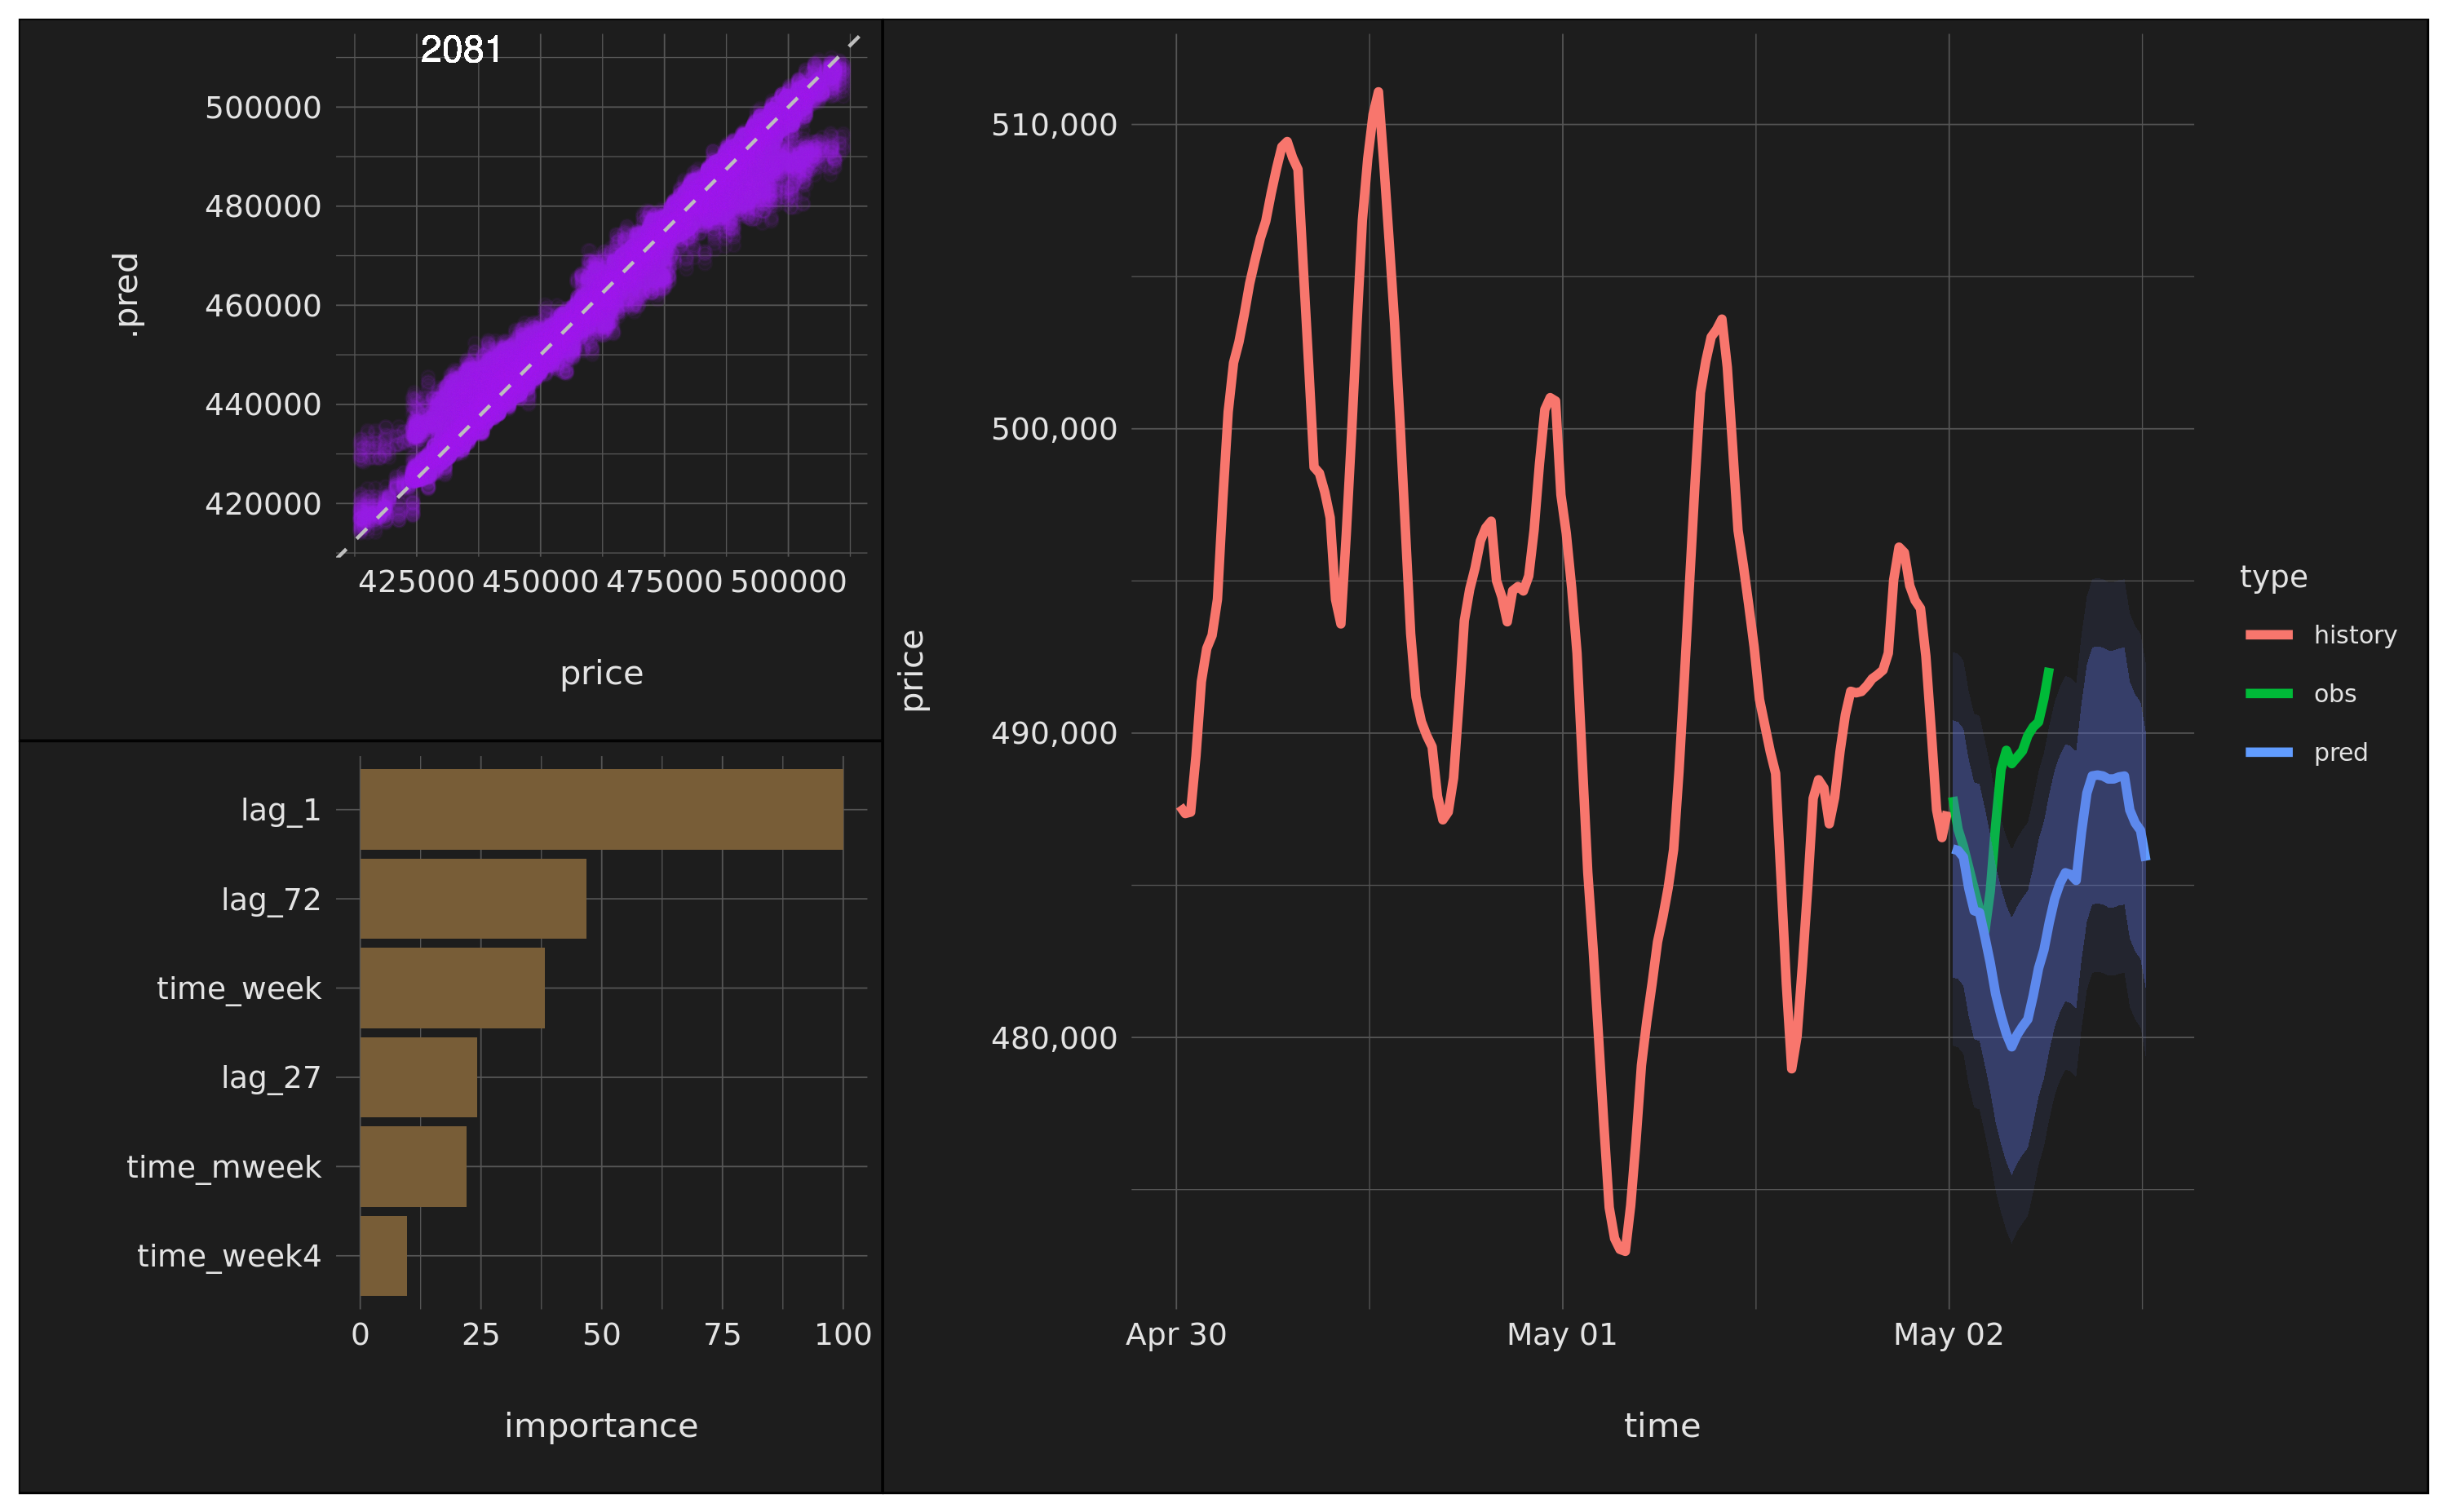 2081
.pred
500000
480000
460000
440000
420000
425000 450000 475000 500000
price
lag_1
lag_72
time_week
lag_27
time_mweek
time_week4
0 25 50 75 100
importance
price
510,000
500,000
490,000
480,000
Apr 30 May 01 May 02
time
type
history
obs
pred